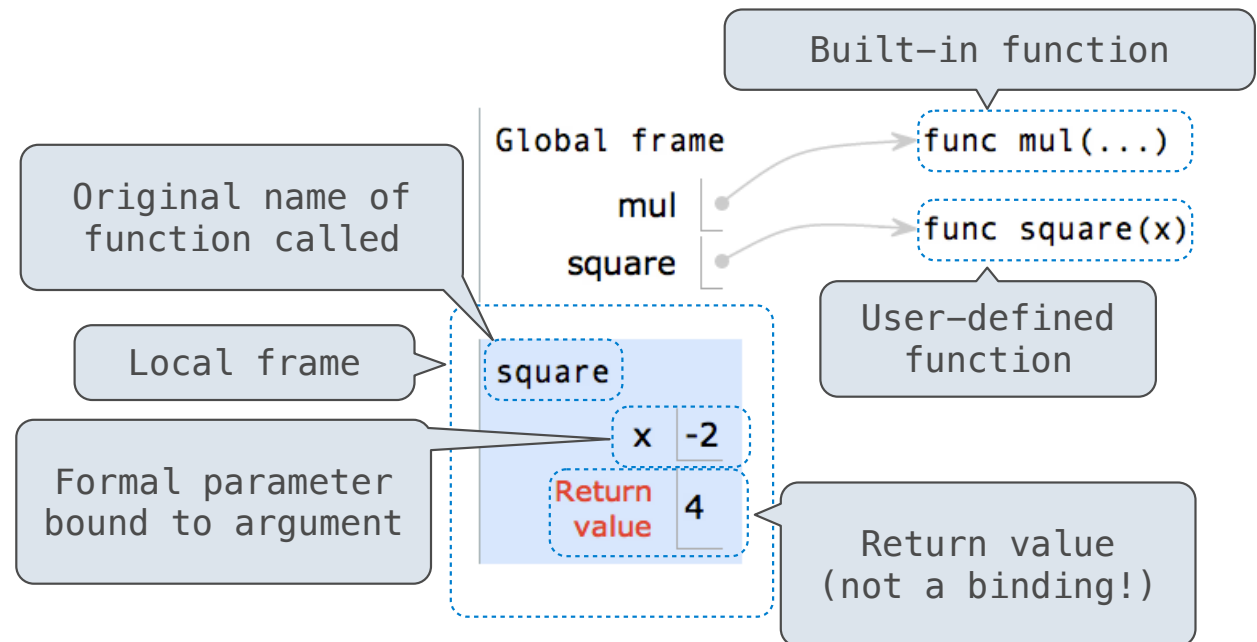 Built-in function
Global frame
func mul(...)
Original name of
function called
mul
func square(x)
square
User-defined
function
Local frame
square
x -2
Formal parameter
bound to argument
Return
value 4
Return value
(not a binding!)